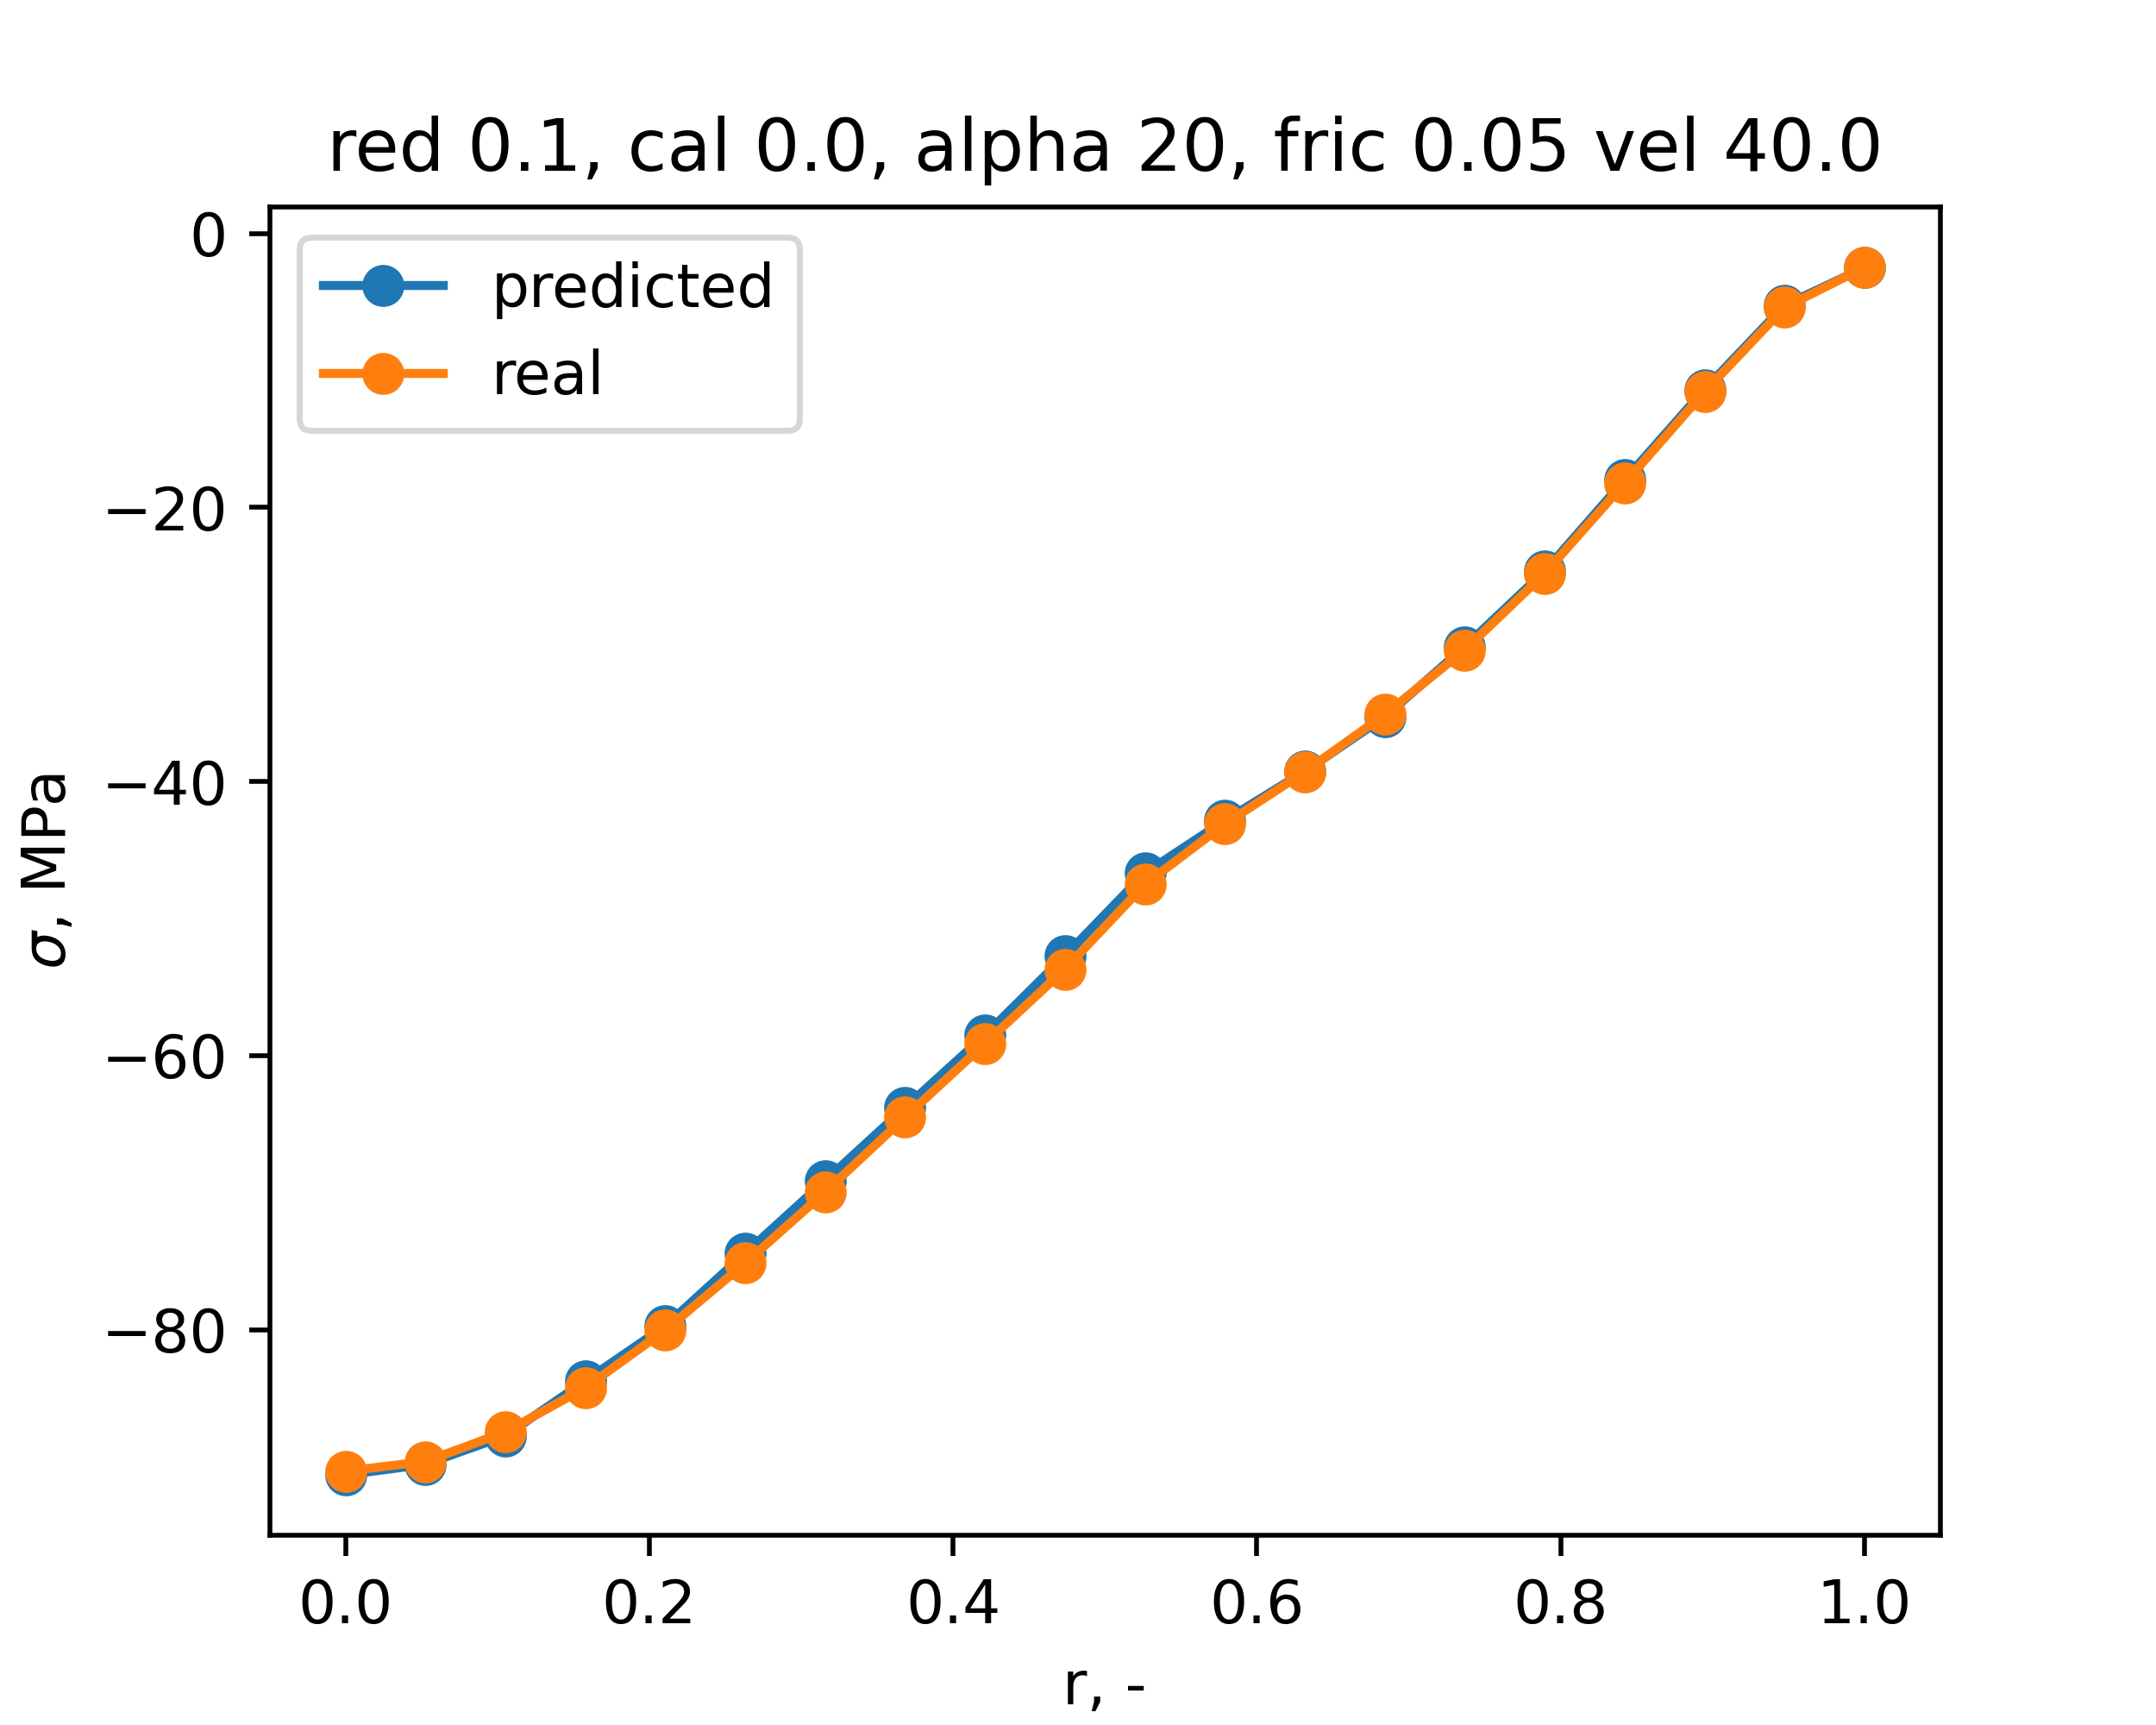 red 0.1, cal 0.0, alpha 20, fric 0.05 vel 40.0
predicted
real
0
−20
−40
−60
−80
σ, MPa
0.0 0.2 0.4 0.6 0.8 1.0
r, -